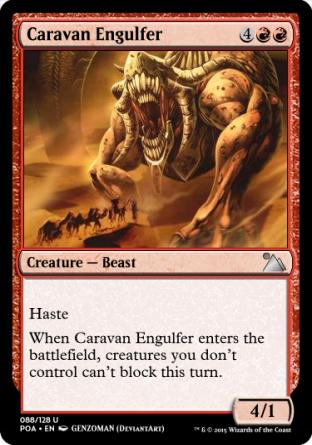 Caravan Engulfer 4
Creature — Beast
Haste
When Caravan Engulfer enters the
battlefield, creatures you don't
control can't block this turn.
4/1
088/128 U
POA • EN GENZOMAN (DEVIANTART)
™ & © 2015 Wizards of the Coast